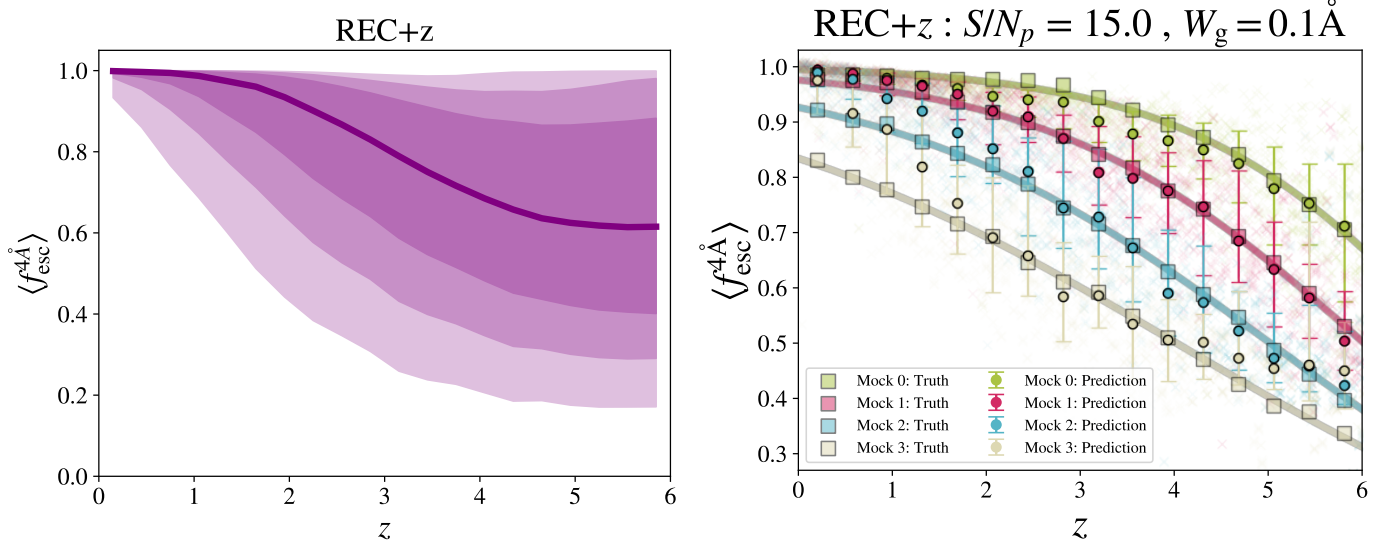 REC+z
1.0
0.8
0.6
0.4
0.2
0.0
0 1 2 3 4 5 6
z
⟨f_esc^4Å⟩
REC+z : S/N_p = 15.0 , W_g = 0.1Å
1.0
0.9
0.8
0.7
0.6
0.5
0.4
0.3
0 1 2 3 4 5 6
z
⟨f_esc^4Å⟩
Mock 0: Truth Mock 0: Prediction
Mock 1: Truth Mock 1: Prediction
Mock 2: Truth Mock 2: Prediction
Mock 3: Truth Mock 3: Prediction